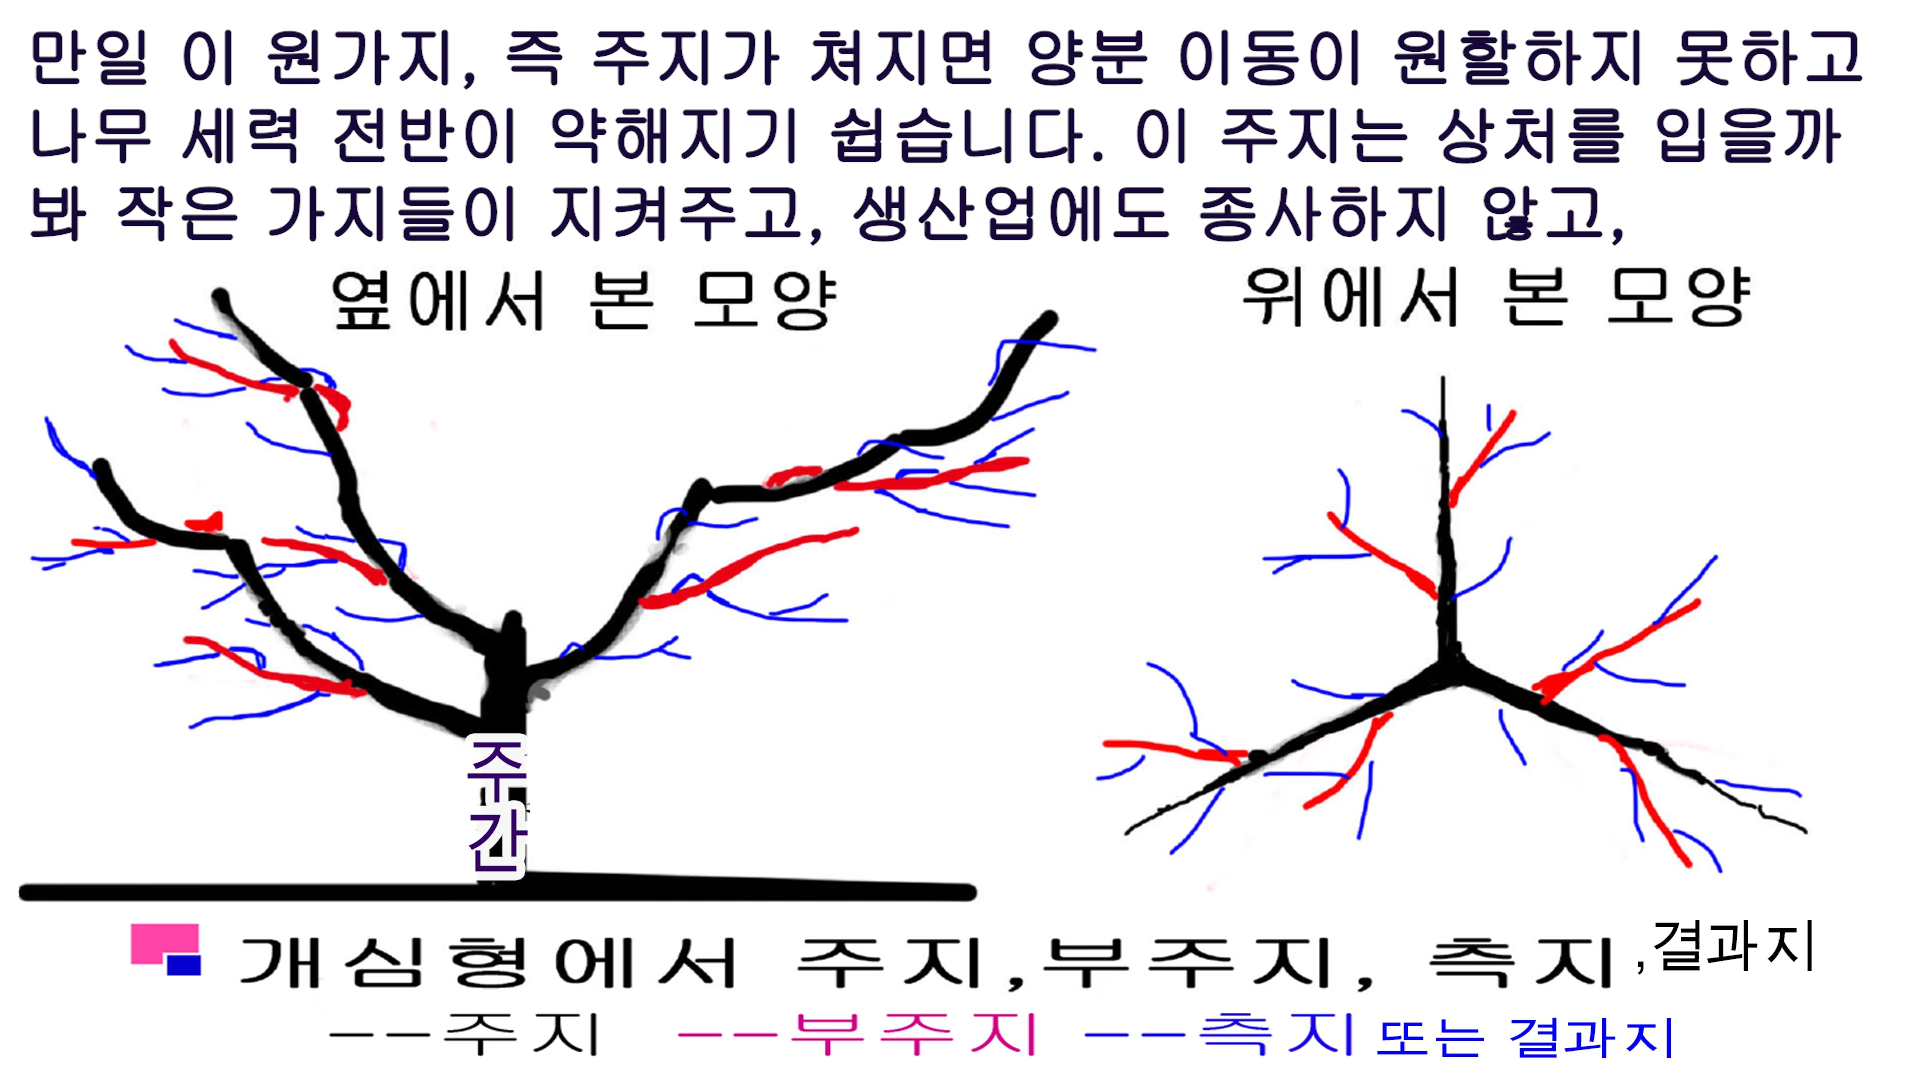 만일 이 원가지, 즉 주지가 쳐지면 양분 이동이 원할하지 못하고
나무 세력 전반이 약해지기 쉽습니다. 이 주지는 상처를 입을까
봐 작은 가지들이 지켜주고, 생산업에도 종사하지 않고,
옆에서 본 모양
위에서 본 모양
주간
개심형에서 주지,부주지, 측지,결과지
--주지 --부주지 --측지 또는 결과지